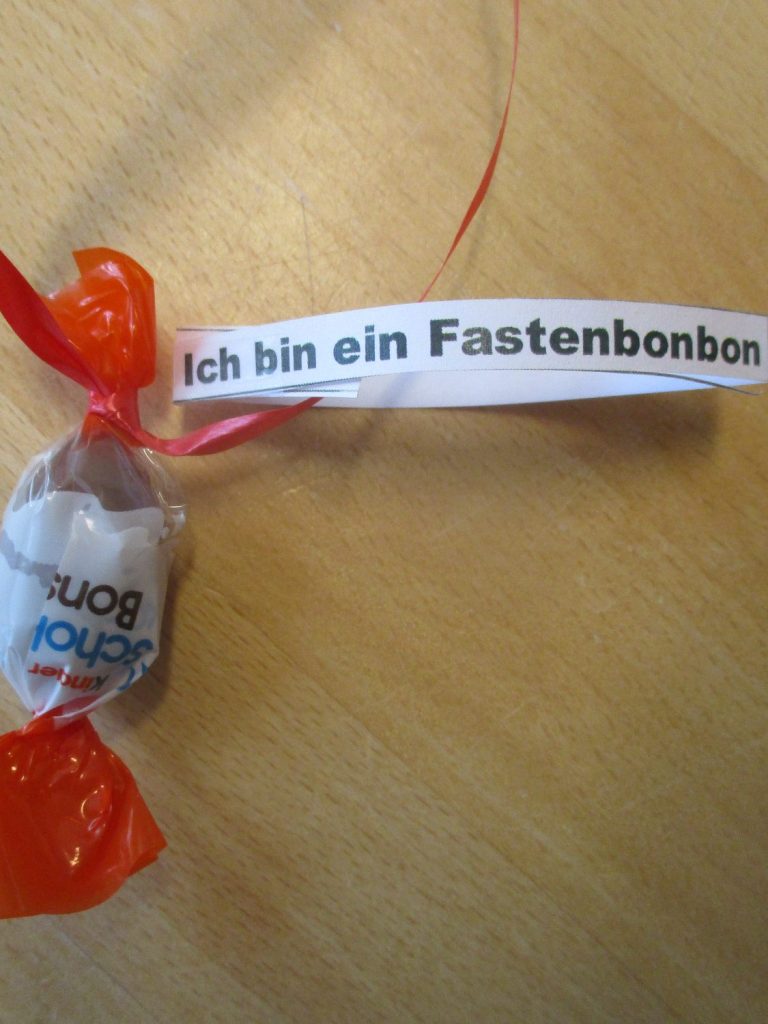 Ich bin ein Fastenbonbon
Kinder
Schoko
Bons